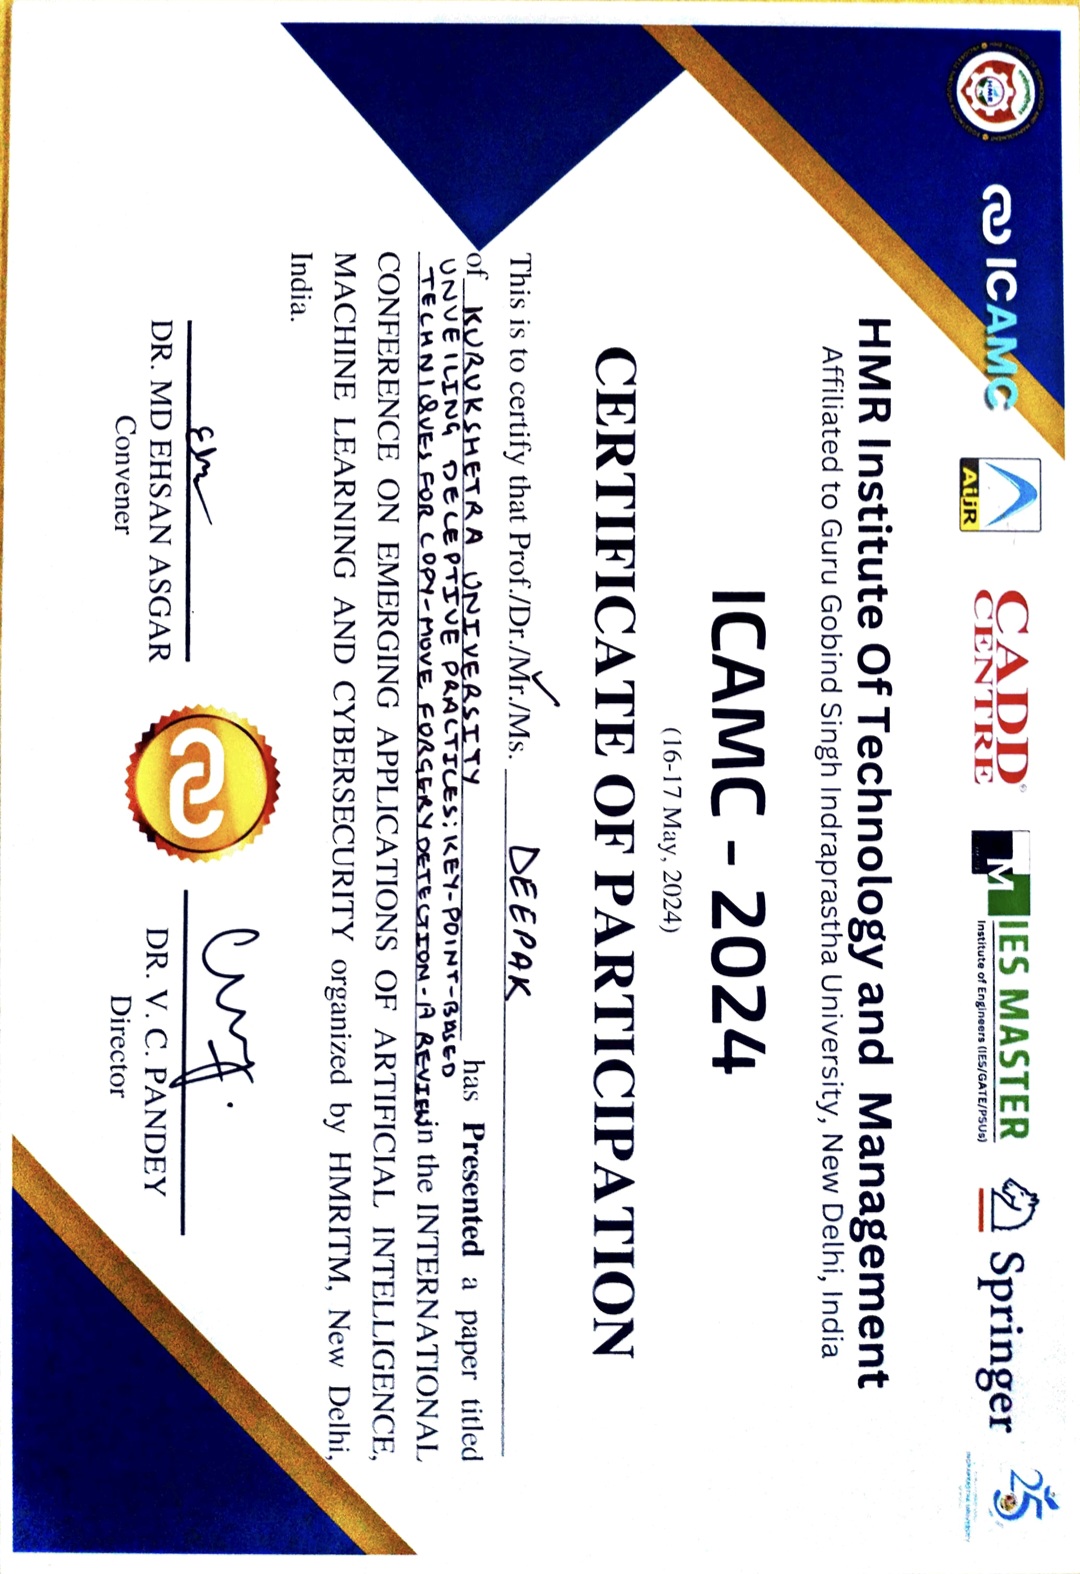 ICAMC
AiJR
CADD
CENTRE
IES MASTER
Institute of Engineers (IES/GATE/PSUs)
Springer
25
HMR Institute Of Technology and Management
Affiliated to Guru Gobind Singh Indraprastha University, New Delhi, India
ICAMC - 2024
(16-17 May, 2024)
CERTIFICATE OF PARTICIPATION
This is to certify that Prof./Dr./Mr./Ms. DEEPAK
of KURUKSHETRA UNIVERSITY has Presented a paper titled
UNVEILING DECEPTIVE PRACTICES; KEY-POINT-BASED
TECHNIQUES FOR COPY-MOVE FORGERY DETECTION-A REVIEW in the INTERNATIONAL
CONFERENCE ON EMERGING APPLICATIONS OF ARTIFICIAL INTELLIGENCE,
MACHINE LEARNING AND CYBERSECURITY organized by HMRITM, New Delhi,
India.
DR. MD EHSAN ASGAR
Convener
DR. V. C. PANDEY
Director